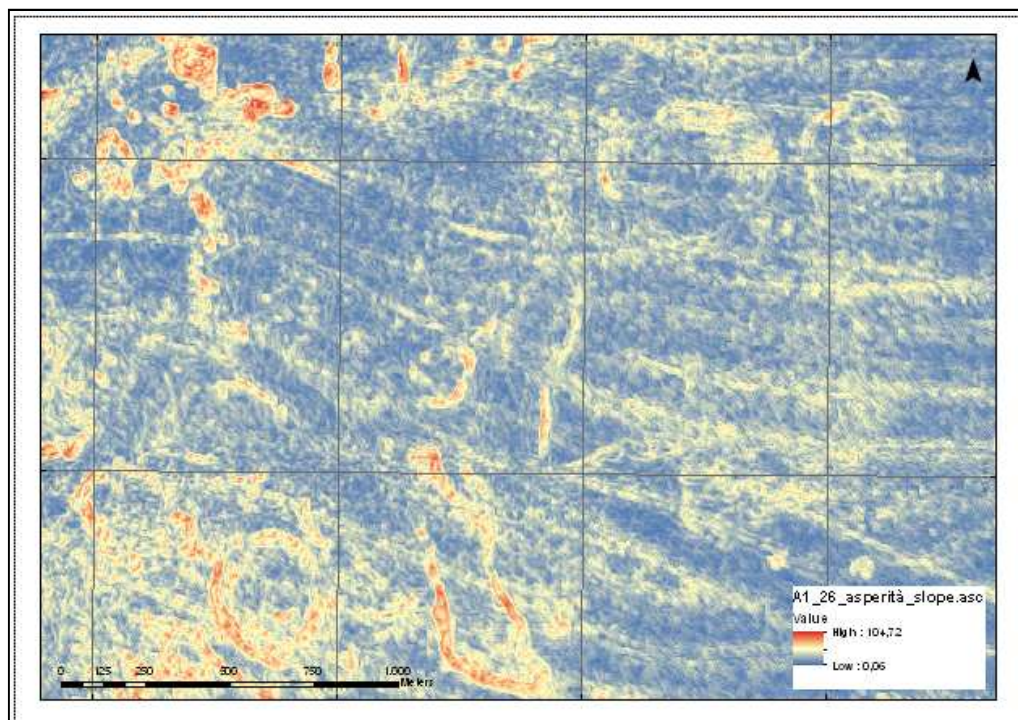 A1_26_asperità_slope.asc
Value
High : 104,72
Low : 0,06
0 125 250 500 750 1.000
Meters